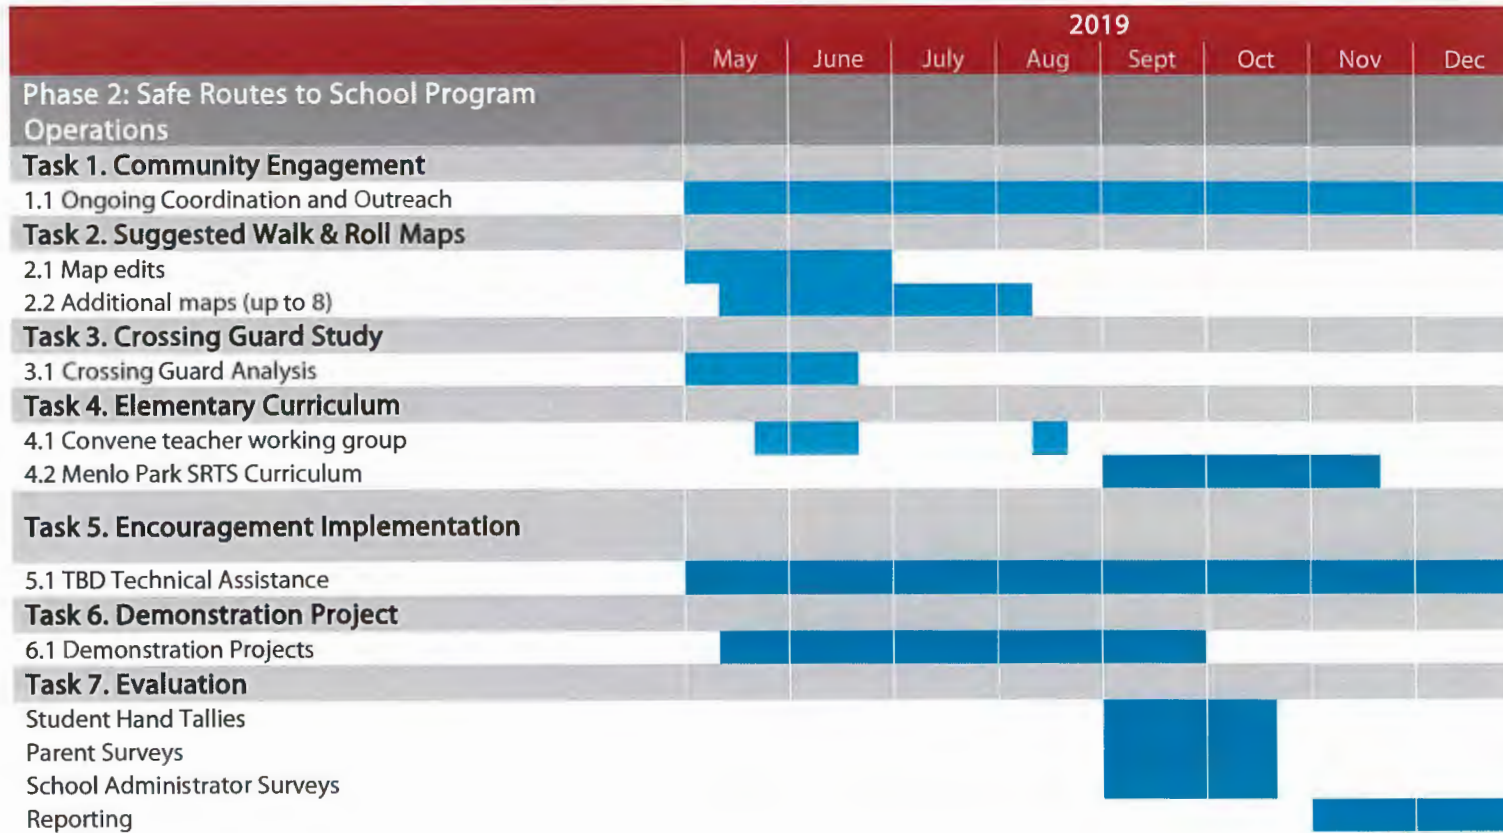 2019
May June July Aug Sept Oct Nov Dec
Phase 2: Safe Routes to School Program
Operations
Task 1. Community Engagement
1.1 Ongoing Coordination and Outreach
Task 2. Suggested Walk & Roll Maps
2.1 Map edits
2.2 Additional maps (up to 8)
Task 3. Crossing Guard Study
3.1 Crossing Guard Analysis
Task 4. Elementary Curriculum
4.1 Convene teacher working group
4.2 Menlo Park SRTS Curriculum
Task 5. Encouragement Implementation
5.1 TBD Technical Assistance
Task 6. Demonstration Project
6.1 Demonstration Projects
Task 7. Evaluation
Student Hand Tallies
Parent Surveys
School Administrator Surveys
Reporting